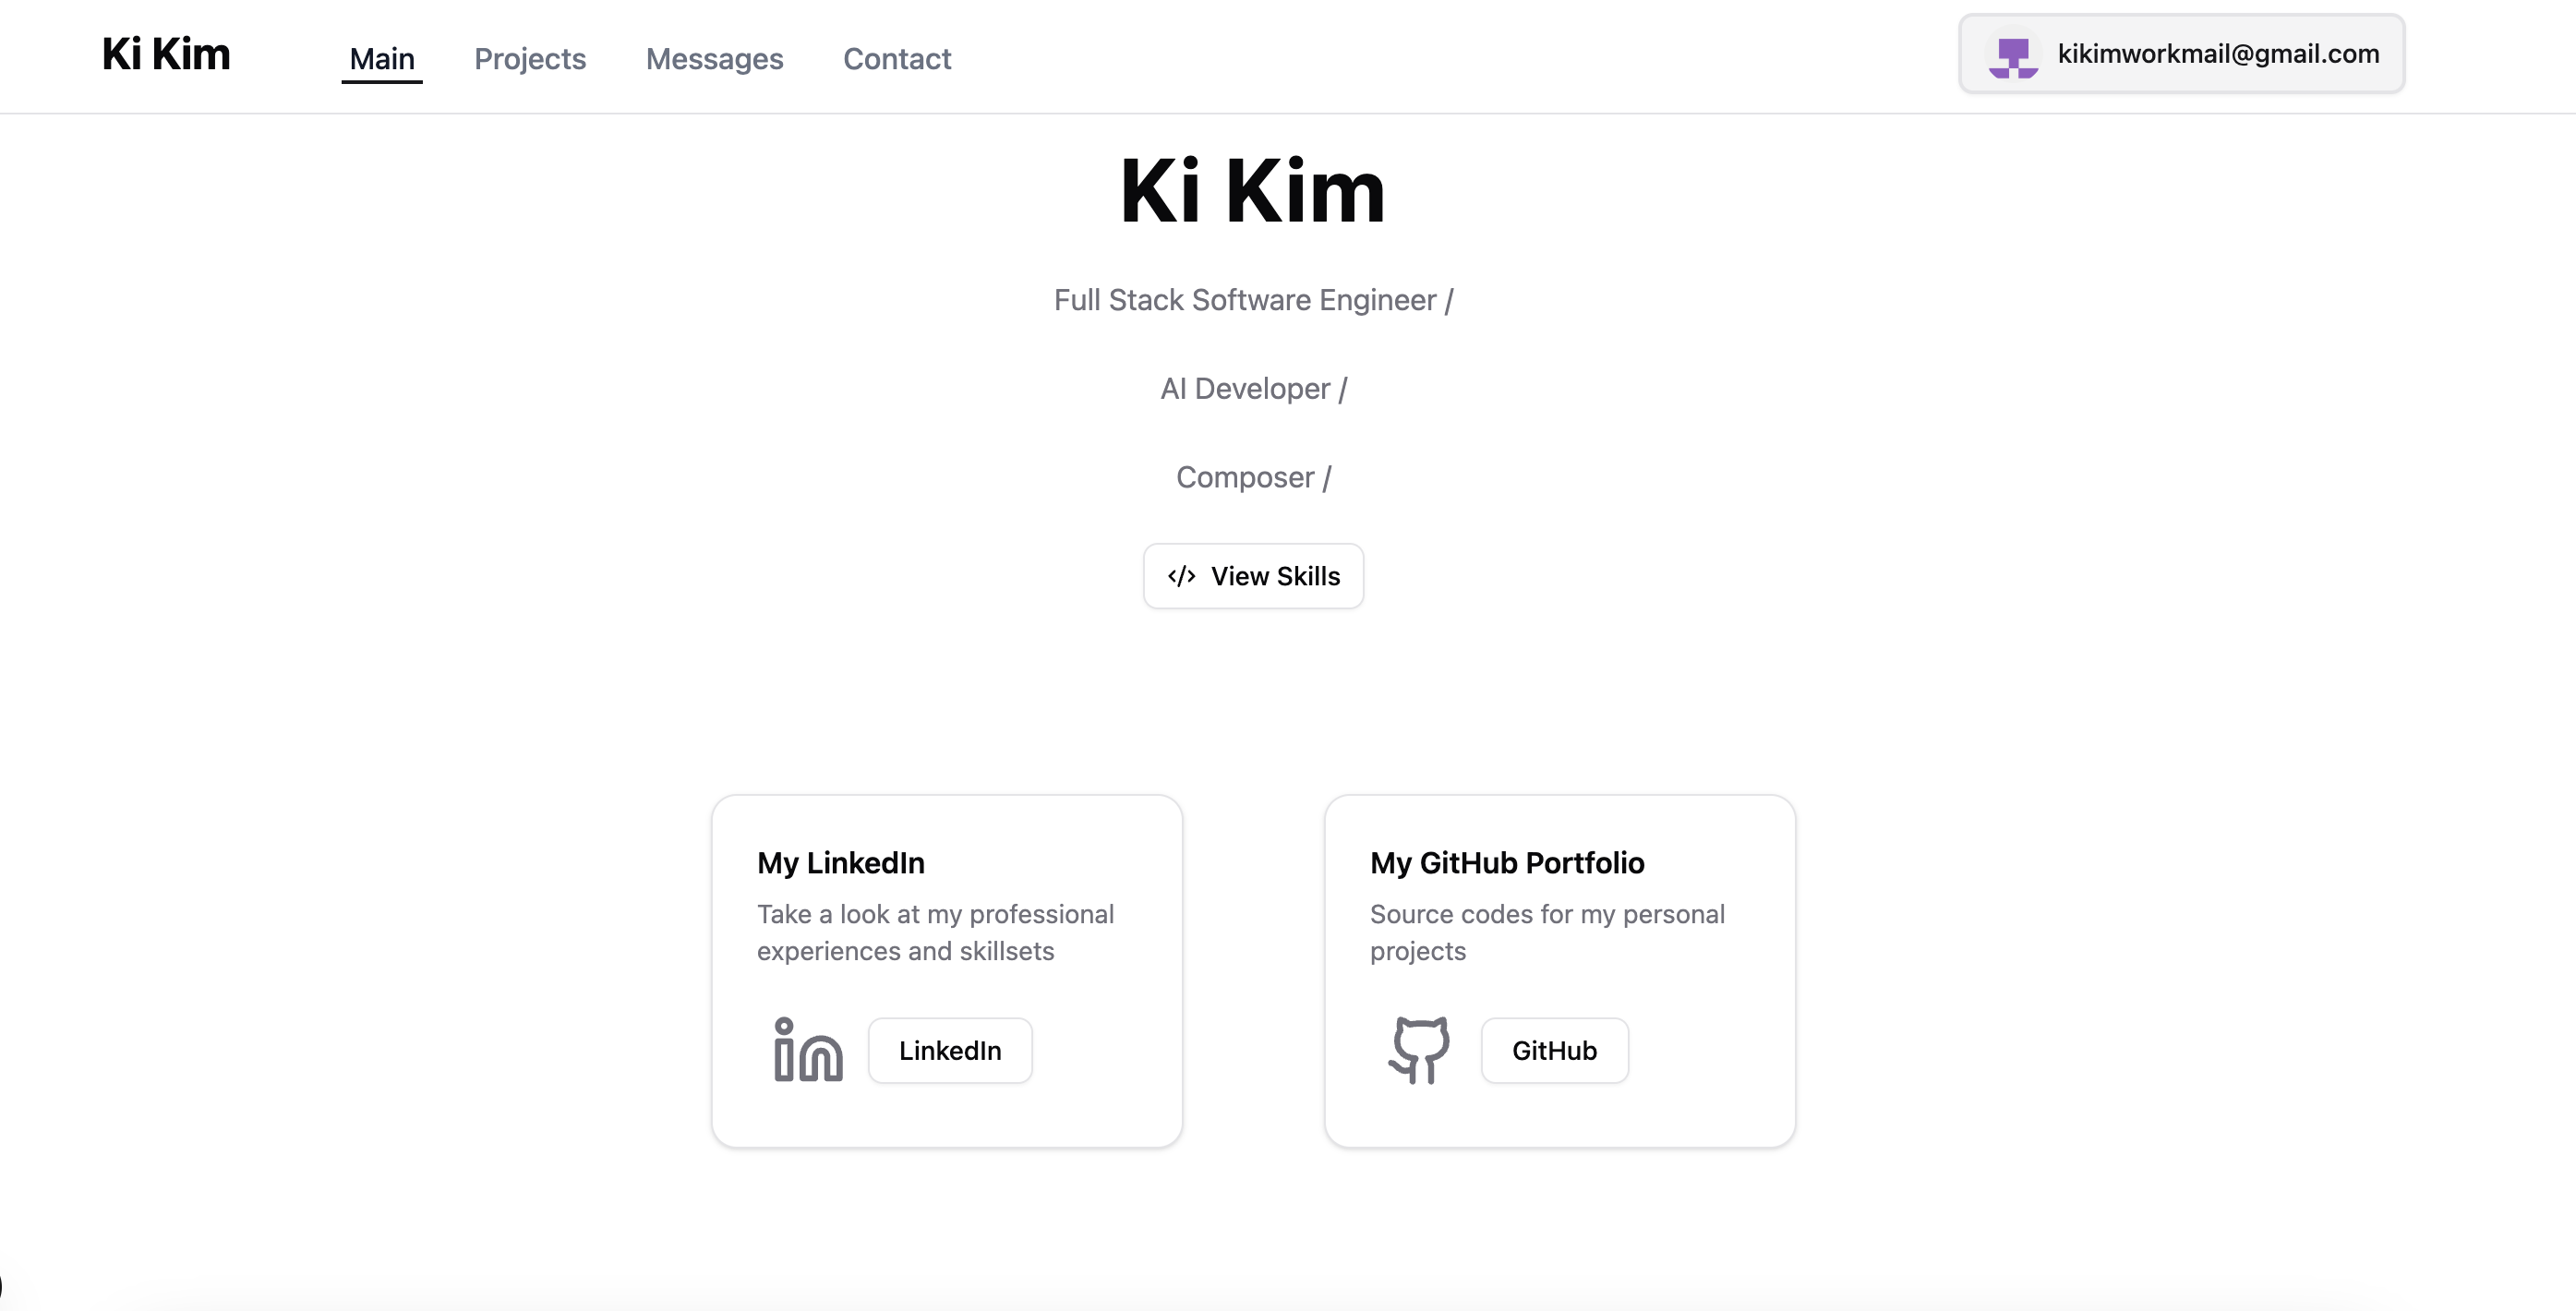 Ki Kim
Main
Projects
Messages
Contact
kikimworkmail@gmail.com
Ki Kim
Full Stack Software Engineer /
AI Developer /
Composer /
</> View Skills
My LinkedIn
Take a look at my professional
experiences and skillsets
in
LinkedIn
My GitHub Portfolio
Source codes for my personal
projects
GitHub